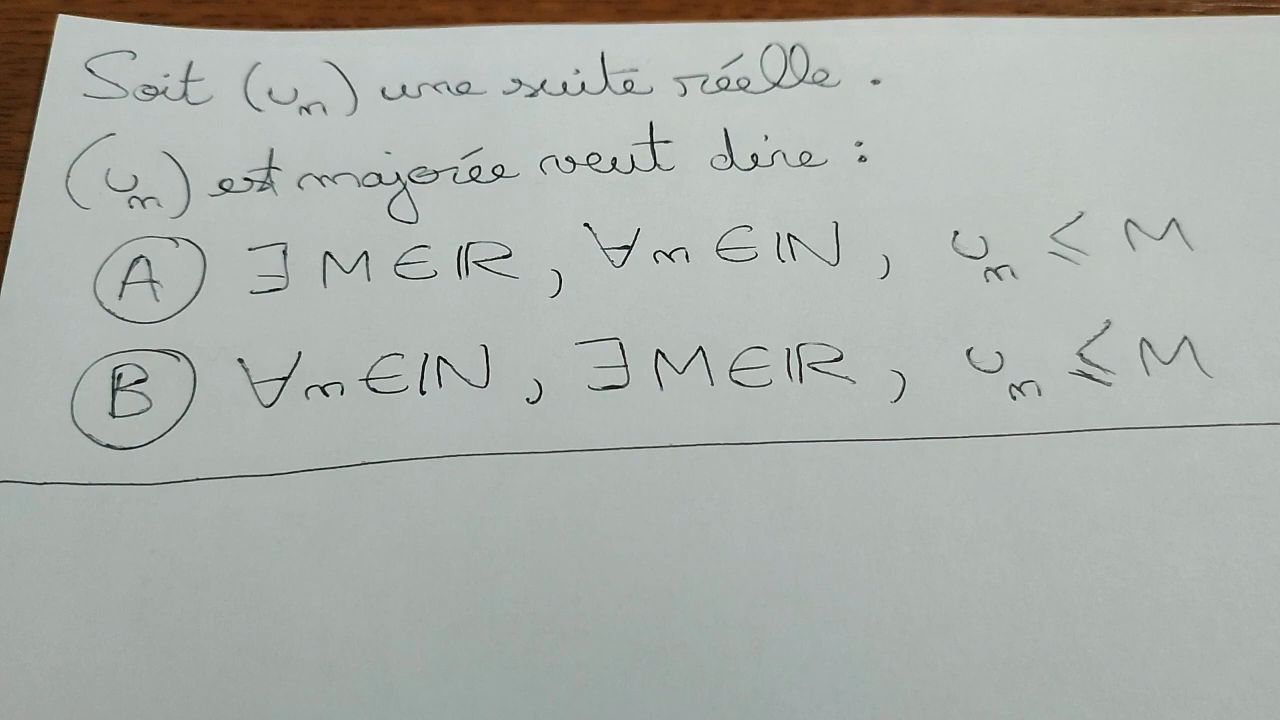 Soit (un) une suite réelle.
(un) est majorée veut dire :
A ∃ M ∈ ℝ, ∀n ∈ ℕ, un ≤ M
B ∀n ∈ ℕ, ∃ M ∈ ℝ, un ≤ M